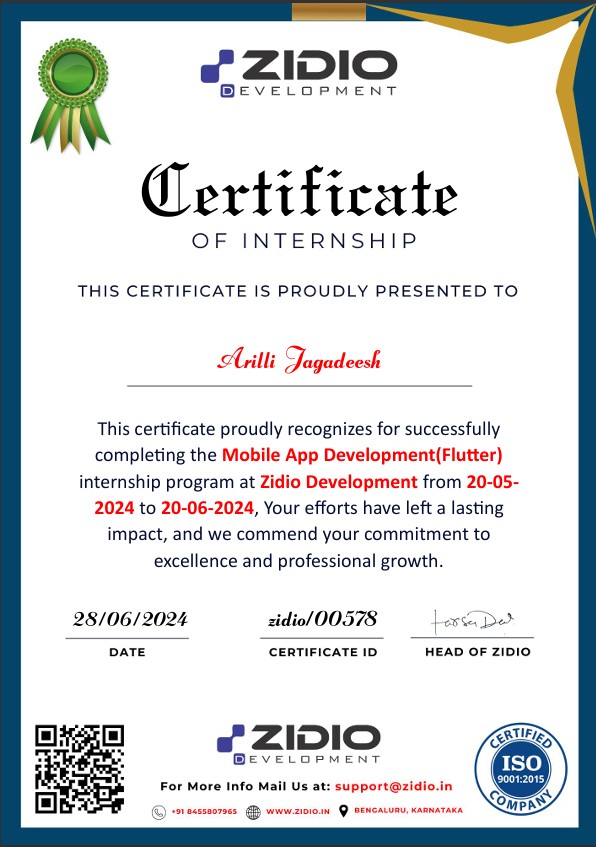 ZIDIO
DEVELOPMENT
Certificate
OF INTERNSHIP
THIS CERTIFICATE IS PROUDLY PRESENTED TO
Arilli Jagadeesh
This certificate proudly recognizes for successfully
completing the Mobile App Development(Flutter)
internship program at Zidio Development from 20-05-
2024 to 20-06-2024, Your efforts have left a lasting
impact, and we commend your commitment to
excellence and professional growth.
28/06/2024 zidio/00578
DATE CERTIFICATE ID HEAD OF ZIDIO
ZIDIO
DEVELOPMENT
CERTIFIED
ISO
9001:2015
COMPANY
For More Info Mail Us at: support@zidio.in
+91 8455807965 WWW.ZIDIO.IN BENGALURU, KARNATAKA